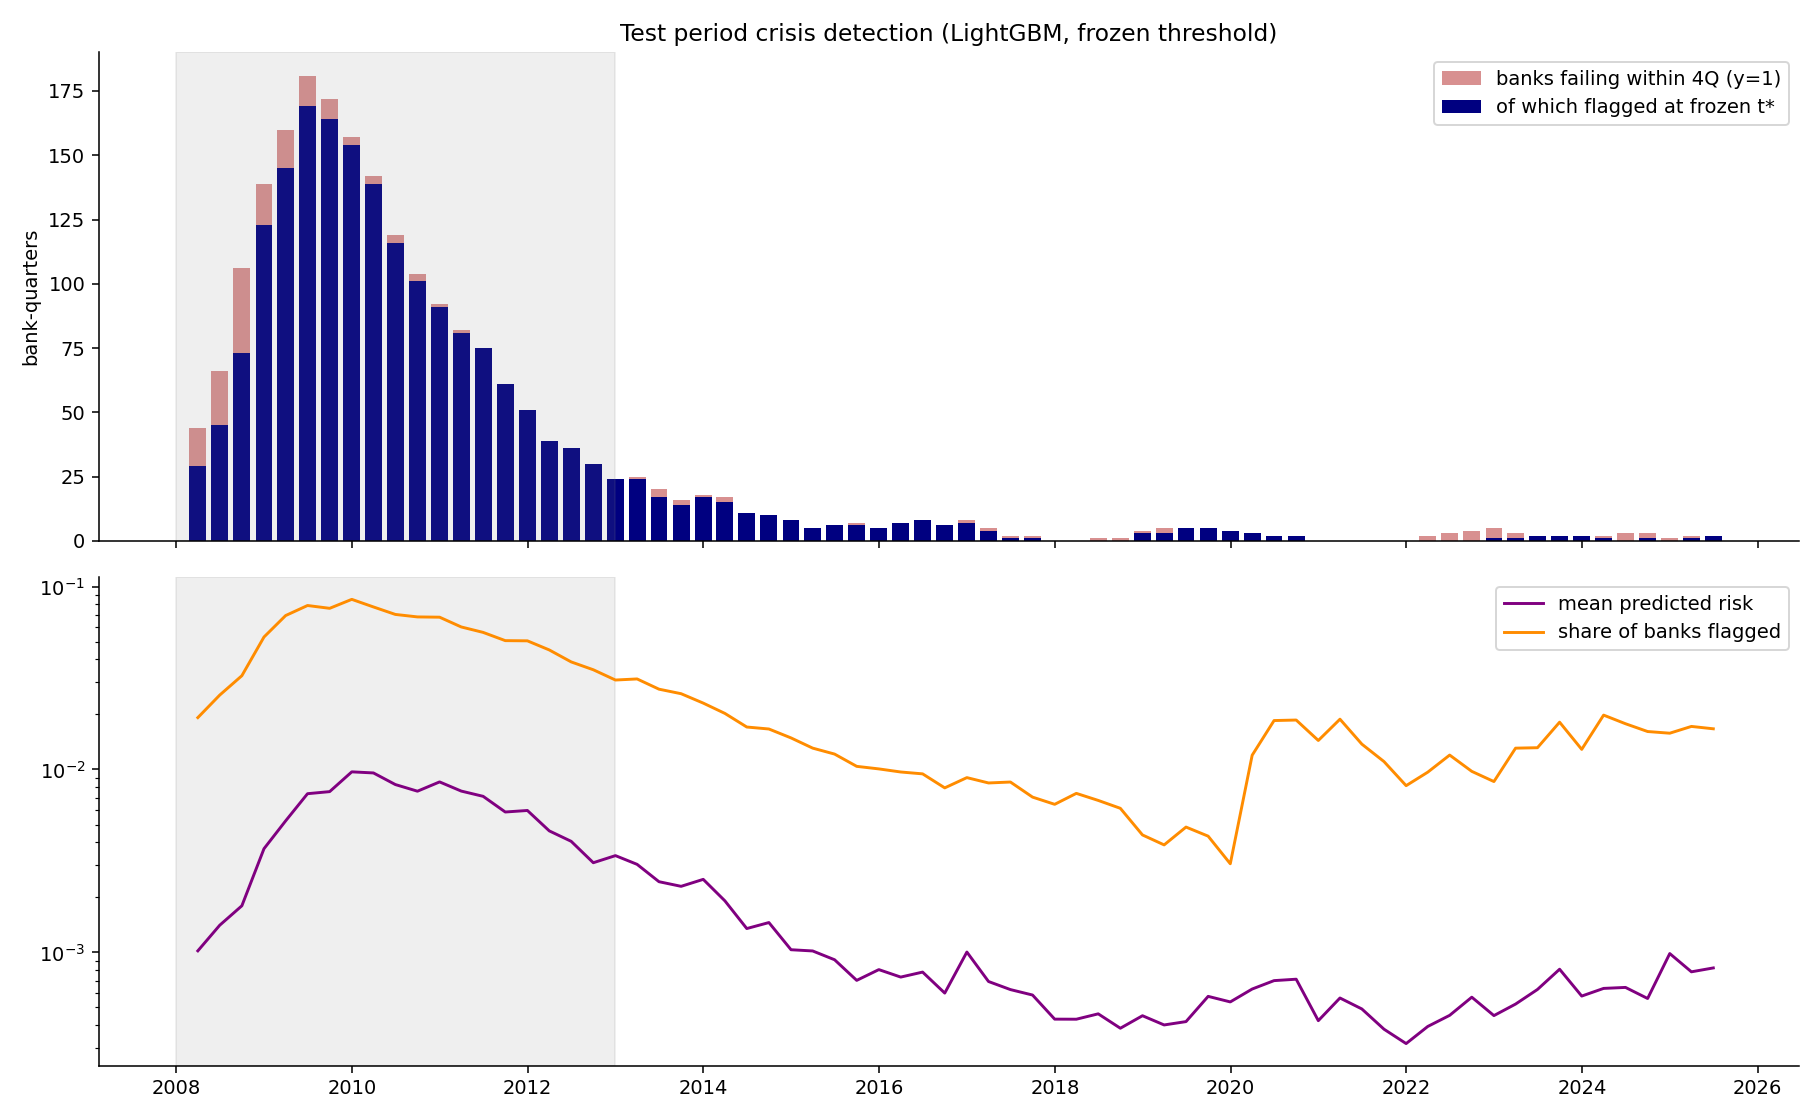 Test period crisis detection (LightGBM, frozen threshold)
banks failing within 4Q (y=1)
of which flagged at frozen t*
bank-quarters
175
150
125
100
75
50
25
0
mean predicted risk
share of banks flagged
10⁻¹
10⁻²
10⁻³
2008 2010 2012 2014 2016 2018 2020 2022 2024 2026